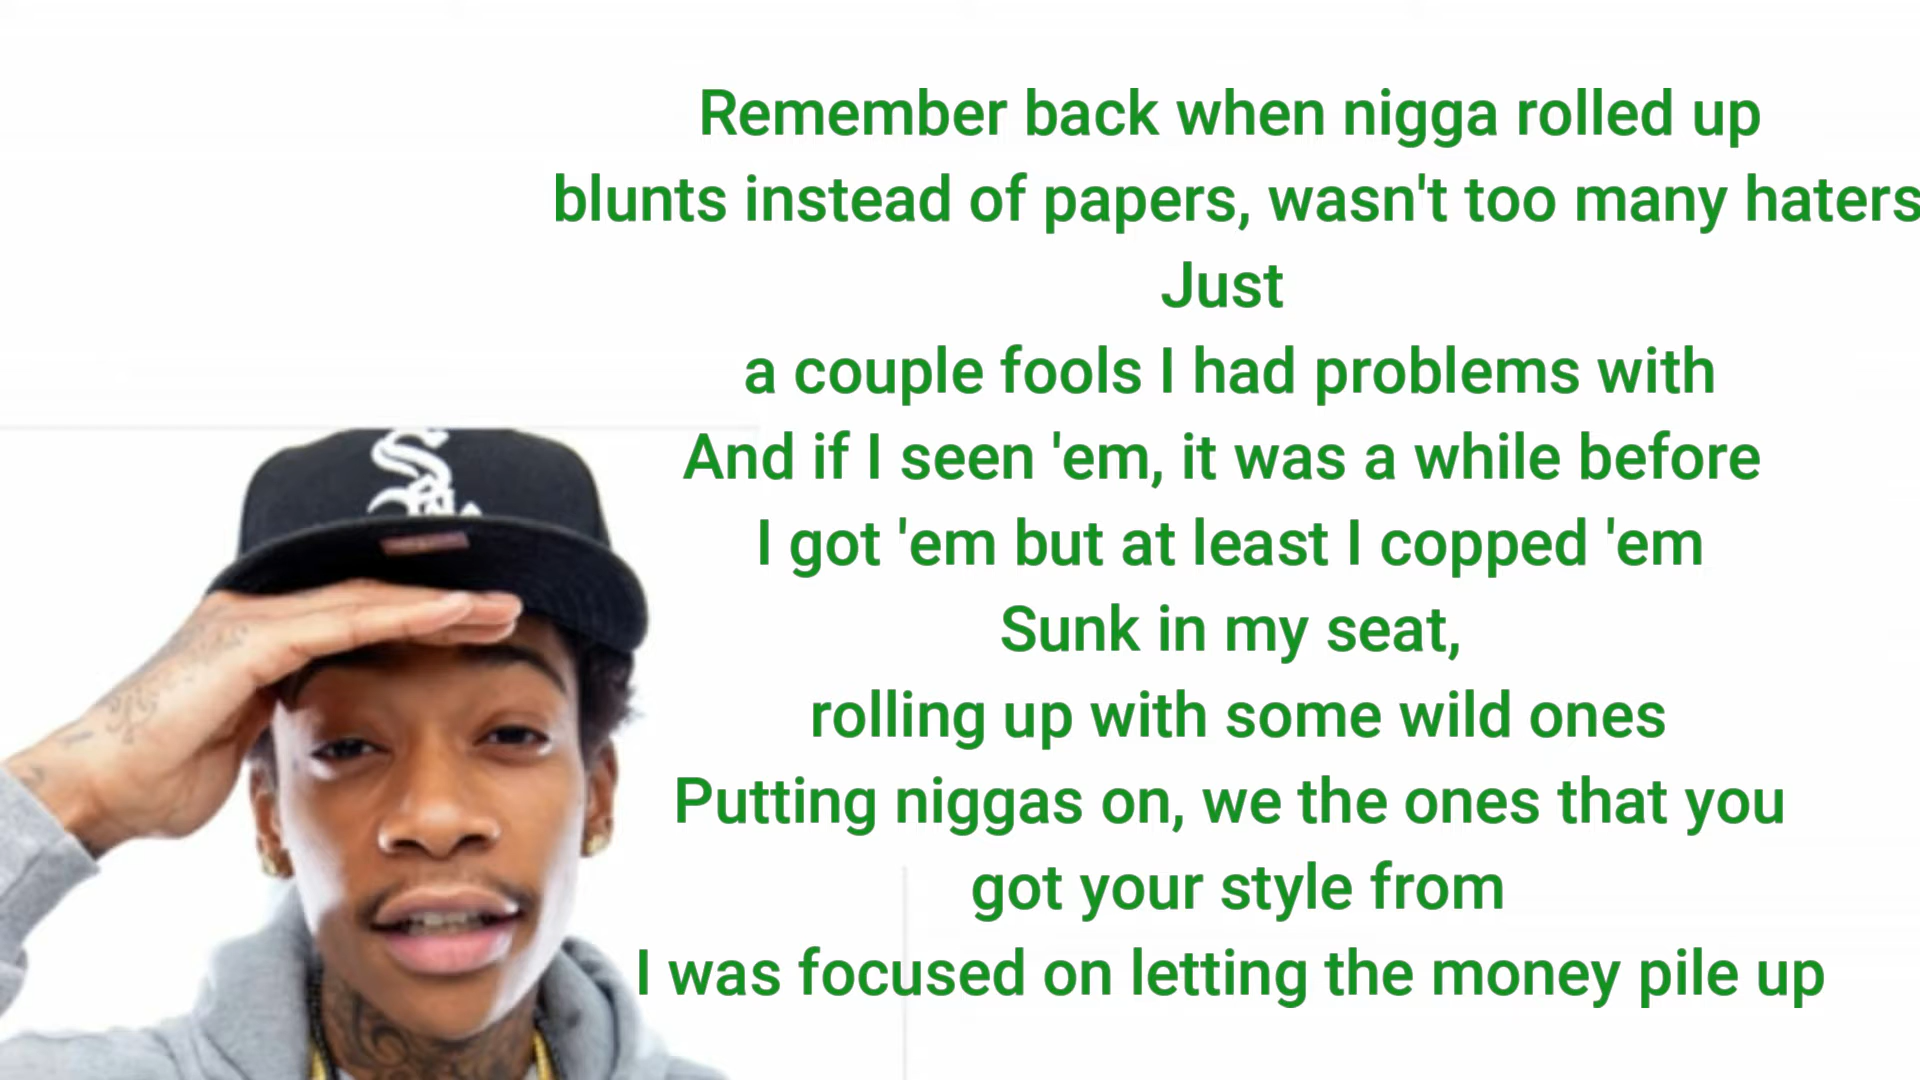 Remember back when nigga rolled up
blunts instead of papers, wasn't too many haters
Just
a couple fools I had problems with
And if I seen 'em, it was a while before
I got 'em but at least I copped 'em
Sunk in my seat,
rolling up with some wild ones
Putting niggas on, we the ones that you
got your style from
I was focused on letting the money pile up